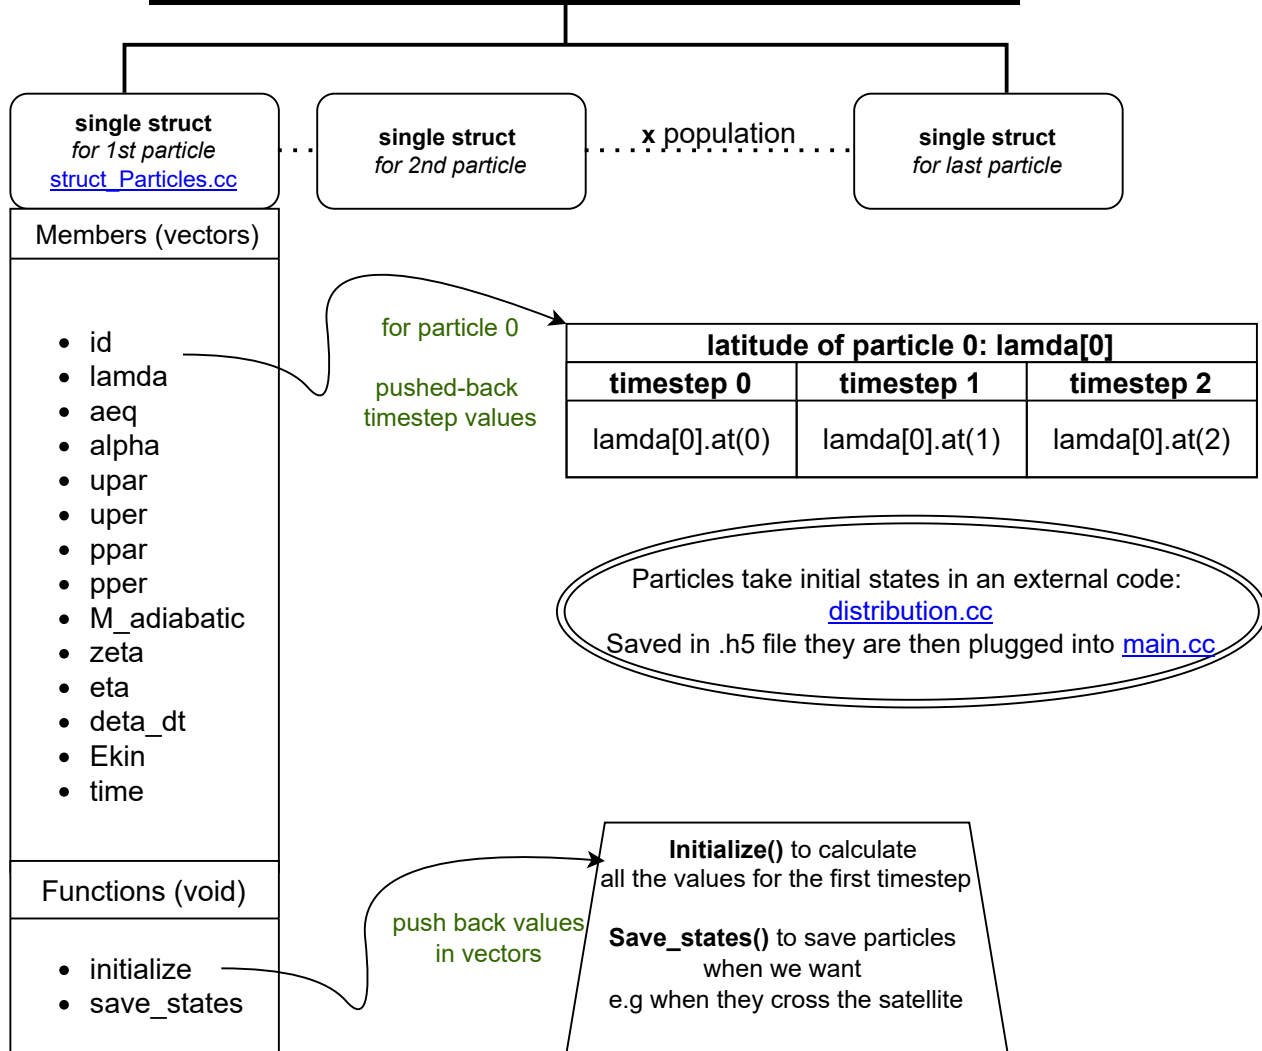 single struct
for 1st particle
struct_Particles.cc
single struct
for 2nd particle
x population
single struct
for last particle
Members (vectors)
id
lamda
aeq
alpha
upar
uper
ppar
pper
M_adiabatic
zeta
eta
deta_dt
Ekin
time
for particle 0
pushed-back
timestep values
latitude of particle 0: lamda[0]
timestep 0 timestep 1 timestep 2
lamda[0].at(0) lamda[0].at(1) lamda[0].at(2)
Particles take initial states in an external code:
distribution.cc
Saved in .h5 file they are then plugged into main.cc
Functions (void)
initialize
save_states
push back values
in vectors
Initialize() to calculate
all the values for the first timestep
Save_states() to save particles
when we want
e.g when they cross the satellite